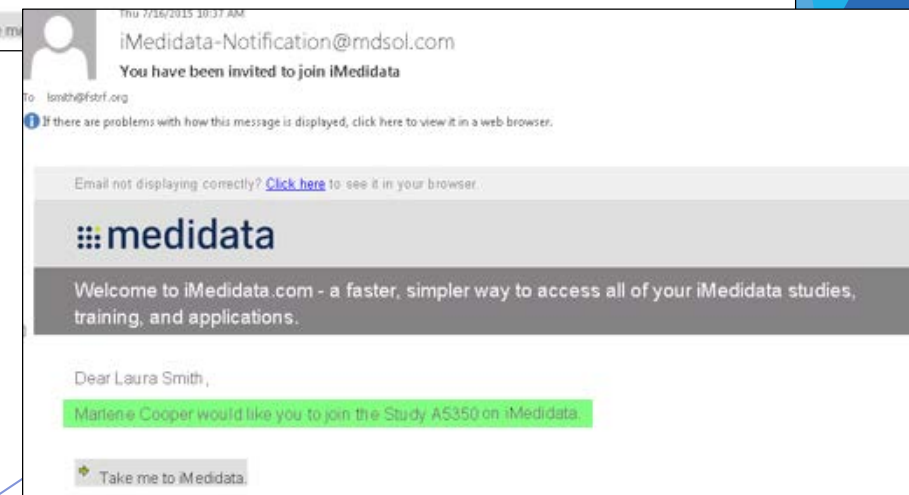 Thu 7/16/2015 10:37 AM
iMedidata-Notification@mdsol.com
You have been invited to join iMedidata
To lsmith@fstrf.org
If there are problems with how this message is displayed, click here to view it in a web browser.
Email not displaying correctly? Click here to see it in your browser.
medidata
Welcome to iMedidata.com - a faster, simpler way to access all of your iMedidata studies,
training, and applications.
Dear Laura Smith,
Marlene Cooper would like you to join the Study A5350 on iMedidata.
Take me to iMedidata.